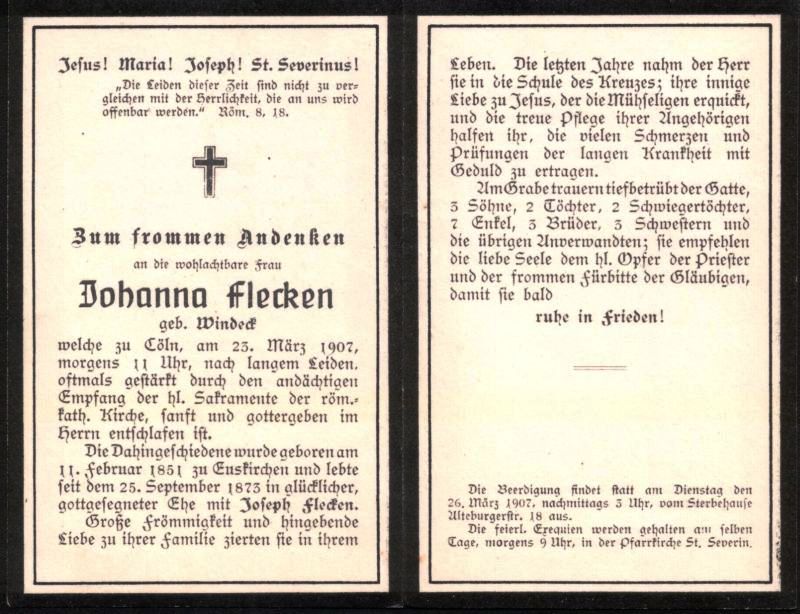 Jesus! Maria! Joseph! St. Severinus!
„Die Leiden dieser Zeit sind nicht zu ver-
gleichen mit der Herrlichkeit, die an uns wird
offenbar werden.“ Röm. 8, 18.
Zum frommen Andenken
an die wohlachtbare Frau
Johanna Flecken
geb. Windeck
welche zu Cöln, am 23. März 1907,
morgens 11 Uhr, nach langem Leiden,
oftmals gestärkt durch den andächtigen
Empfang der hl. Sakramente der röm.-
kath. Kirche, sanft und gottergeben im
Herrn entschlafen ist.
Die Dahingeschiedene wurde geboren am
11. Februar 1851 zu Euskirchen und lebte
seit dem 25. September 1873 in glücklicher,
gottgesegneter Ehe mit Joseph Flecken.
Große Frömmigkeit und hingebende
Liebe zu ihrer Familie zierten sie in ihrem
Leben. Die letzten Jahre nahm der Herr
sie in die Schule des Kreuzes; ihre innige
Liebe zu Jesus, der die Mühseligen erquickt,
und die treue Pflege ihrer Angehörigen
halfen ihr, die vielen Schmerzen und
Prüfungen der langen Krankheit mit
Geduld zu ertragen.
Am Grabe trauern tiefbetrübt der Gatte,
3 Söhne, 2 Töchter, 2 Schwiegertöchter,
7 Enkel, 3 Brüder, 3 Schwestern und
die übrigen Anverwandten; sie empfehlen
die liebe Seele dem hl. Opfer der Priester
und der frommen Fürbitte der Gläubigen,
damit sie bald
ruhe in Frieden!
Die Beerdigung findet statt am Dienstag den
26. März 1907, nachmittags 3 Uhr, vom Sterbehause
Alteburgerstr. 18 aus.
Die feierl. Exequien werden gehalten am selben
Tage, morgens 9 Uhr, in der Pfarrkirche St. Severin.